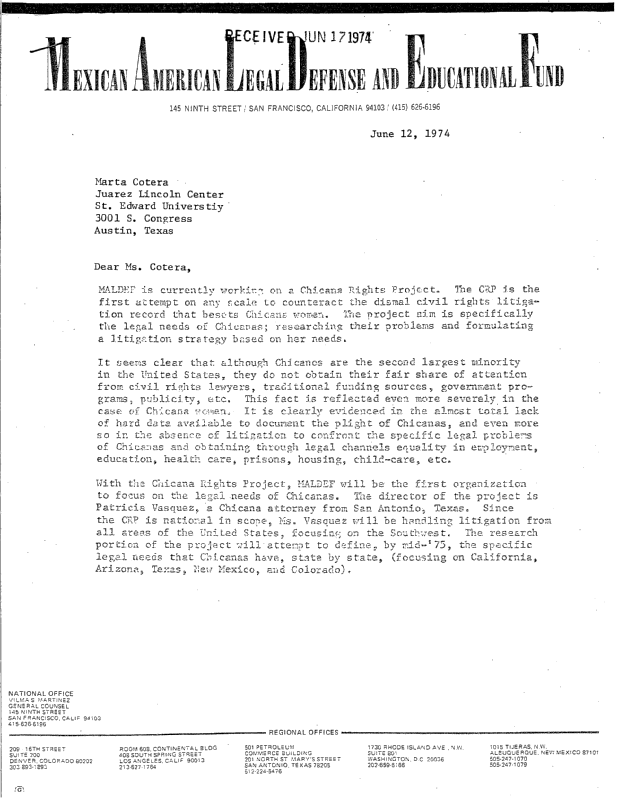 RECEIVED JUN 17 1974
MEXICAN AMERICAN LEGAL DEFENSE AND EDUCATIONAL FUND
145 NINTH STREET / SAN FRANCISCO, CALIFORNIA 94103 / (415) 626-6196
June 12, 1974
Marta Cotera
Juarez Lincoln Center
St. Edward Universtiy
3001 S. Congress
Austin, Texas
Dear Ms. Cotera,
MALDEF is currently working on a Chicana Rights Project. The CRP is the
first attempt on any scale to counteract the dismal civil rights litiga-
tion record that besets Chicana women. The project aim is specifically
the legal needs of Chicanas; researching their problems and formulating
a litigation strategy based on her needs.
It seems clear that although Chicanos are the second largest minority
in the United States, they do not obtain their fair share of attention
from civil rights lawyers, traditional funding sources, government pro-
grams, publicity, etc. This fact is reflected even more severely in the
case of Chicana women. It is clearly evidenced in the almost total lack
of hard data available to document the plight of Chicanas, and even more
so in the absence of litigation to confront the specific legal problems
of Chicanas and obtaining through legal channels equality in employment,
education, health care, prisons, housing, child-care, etc.
With the Chicana Rights Project, MALDEF will be the first organization
to focus on the legal needs of Chicanas. The director of the project is
Patricia Vasquez, a Chicana attorney from San Antonio, Texas. Since
the CRP is national in scope, Ms. Vasquez will be handling litigation from
all areas of the United States, focusing on the Southwest. The research
portion of the project will attempt to define, by mid-'75, the specific
legal needs that Chicanas have, state by state, (focusing on California,
Arizona, Texas, New Mexico, and Colorado).
NATIONAL OFFICE
VILMA S MARTINEZ
GENERAL COUNSEL
145 NINTH STREET
SAN FRANCISCO, CALIF 94103
415-626-6196
REGIONAL OFFICES
209 16TH STREET
SUITE 700
DENVER, COLORADO 80202
303 893-1893
ROOM 608, CONTINENTAL BLDG
408 SOUTH SPRING STREET
LOS ANGELES, CALIF 90013
213-627-1764
501 PETROLEUM
COMMERCE BUILDING
201 NORTH ST MARY'S STREET
SAN ANTONIO, TEXAS 78205
512-224-5476
1730 RHODE ISLAND AVE., N.W.
SUITE 801
WASHINGTON, D.C. 20036
202-659-5166
1015 TIJERAS, N.W.
ALBUQUERQUE, NEW MEXICO 87101
505-247-1070
505-247-1079